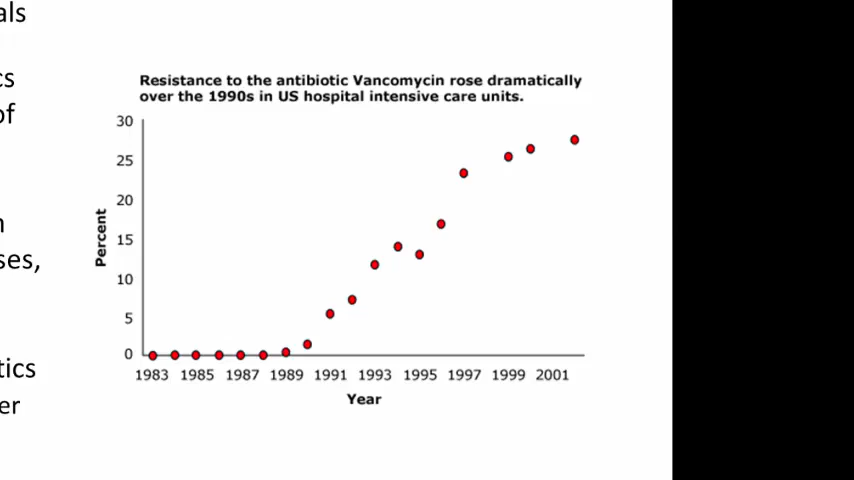 als
cs
of
n
ses,
tics
er
Resistance to the antibiotic Vancomycin rose dramatically
over the 1990s in US hospital intensive care units.
30
25
20
15
10
5
0
Percent
1983 1985 1987 1989 1991 1993 1995 1997 1999 2001
Year